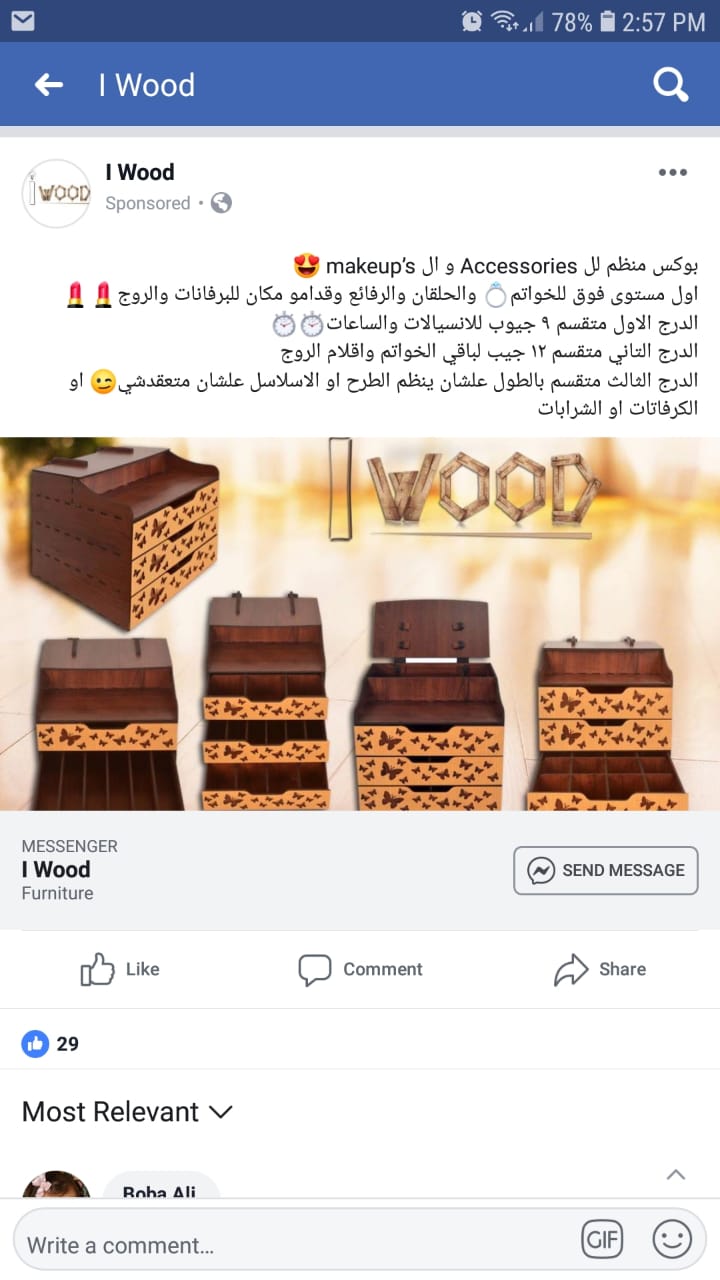 78% 2:57 PM
I Wood
I WOOD
I Wood
Sponsored
بوكس منظم لل Accessories و ال makeup's 😍
اول مستوى فوق للخواتم💍 والحلقان والرفائع وقدامو مكان للبرفانات والروج💄💄
الدرج الاول متقسم ٩ جيوب للانسيالات والساعات⏱⏱
الدرج التاني متقسم ١٢ جيب لباقي الخواتم واقلام الروج
الدرج الثالث متقسم بالطول علشان ينظم الطرح او الاسلاسل علشان متعقدشي😉 او
الكرفاتات او الشرابات
I WOOD
MESSENGER
I Wood
Furniture
SEND MESSAGE
Like Comment Share
29
Most Relevant
Boba Ali
Write a comment...
GIF